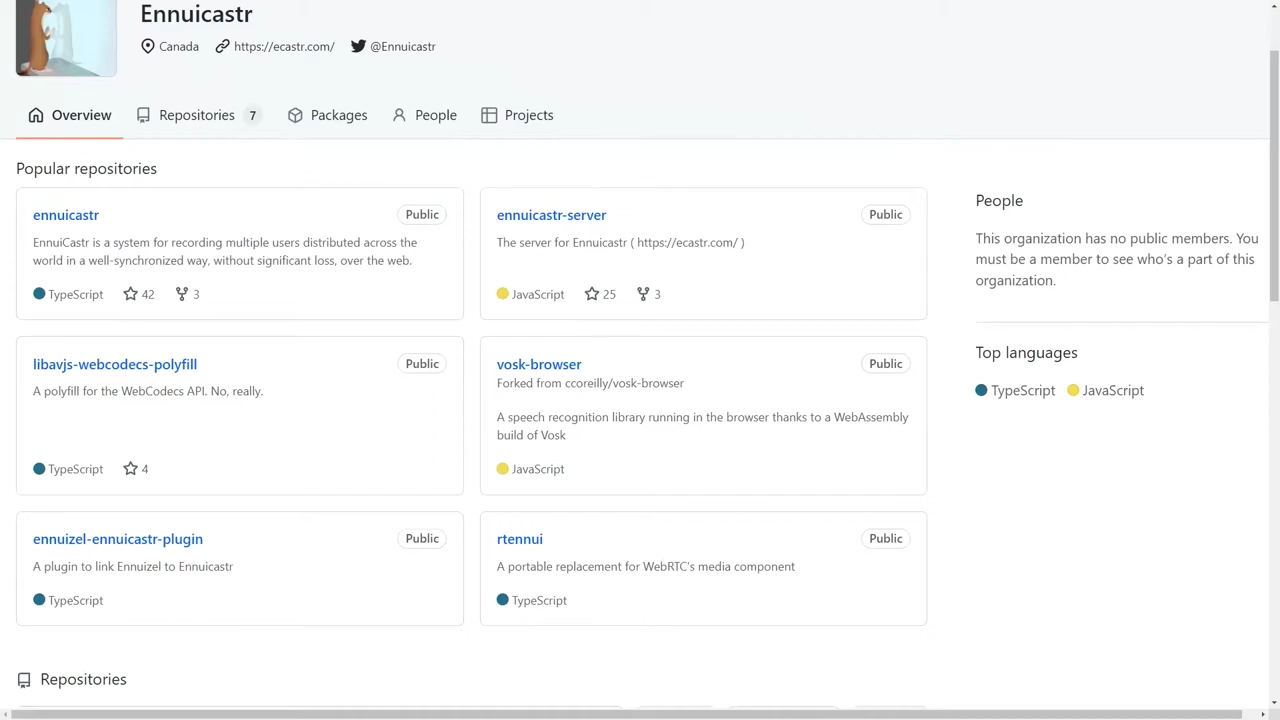 Ennuicastr
Canada https://ecastr.com/ @Ennuicastr
Overview Repositories 7 Packages People Projects
Popular repositories
ennuicastr Public
EnnuiCastr is a system for recording multiple users distributed across the
world in a well-synchronized way, without significant loss, over the web.
TypeScript 42 3
ennuicastr-server Public
The server for Ennuicastr ( https://ecastr.com/ )
JavaScript 25 3
libavjs-webcodecs-polyfill Public
A polyfill for the WebCodecs API. No, really.
TypeScript 4
vosk-browser Public
Forked from ccoreilly/vosk-browser
A speech recognition library running in the browser thanks to a WebAssembly
build of Vosk
JavaScript
ennuizel-ennuicastr-plugin Public
A plugin to link Ennuizel to Ennuicastr
TypeScript
rtennui Public
A portable replacement for WebRTC's media component
TypeScript
People
This organization has no public members. You
must be a member to see who's a part of this
organization.
Top languages
TypeScript JavaScript
Repositories